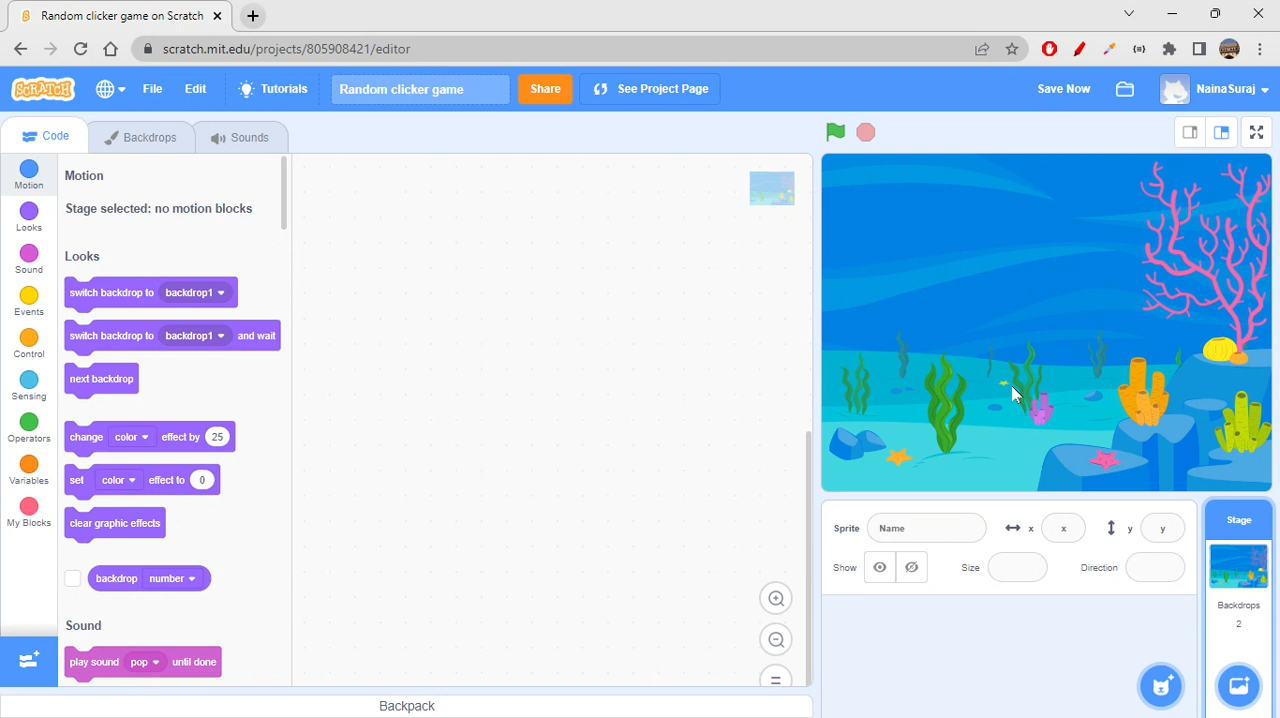 Random clicker game on Scratch
scratch.mit.edu/projects/805908421/editor
SCRATCH
File
Edit
Tutorials
Random clicker game
Share
See Project Page
Save Now
NainaSuraj
Code
Backdrops
Sounds
Motion
Looks
Sound
Events
Control
Sensing
Operators
Variables
My Blocks
Motion
Stage selected: no motion blocks
Looks
switch backdrop to backdrop1
switch backdrop to backdrop1 and wait
next backdrop
change color effect by 25
set color effect to 0
clear graphic effects
backdrop number
Sound
play sound pop until done
Backpack
Sprite Name x x y y
Show Size Direction
Stage
Backdrops
2